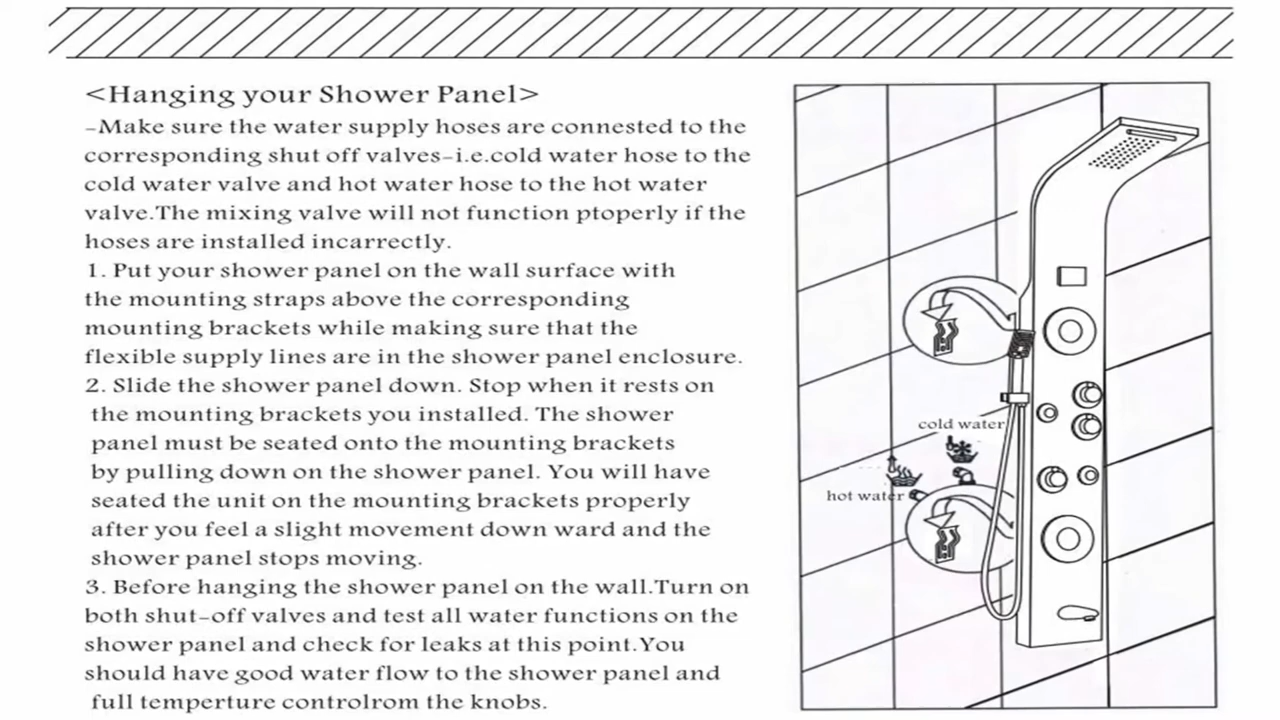 <Hanging your Shower Panel>
-Make sure the water supply hoses are connested to the
corresponding shut off valves-i.e.cold water hose to the
cold water valve and hot water hose to the hot water
valve.The mixing valve will not function ptoperly if the
hoses are installed incarrectly.
1. Put your shower panel on the wall surface with
the mounting straps above the corresponding
mounting brackets while making sure that the
flexible supply lines are in the shower panel enclosure.
2. Slide the shower panel down. Stop when it rests on
the mounting brackets you installed. The shower
panel must be seated onto the mounting brackets
by pulling down on the shower panel. You will have
seated the unit on the mounting brackets properly
after you feel a slight movement down ward and the
shower panel stops moving.
3. Before hanging the shower panel on the wall.Turn on
both shut-off valves and test all water functions on the
shower panel and check for leaks at this point.You
should have good water flow to the shower panel and
full temperture controlrom the knobs.
cold water
hot water